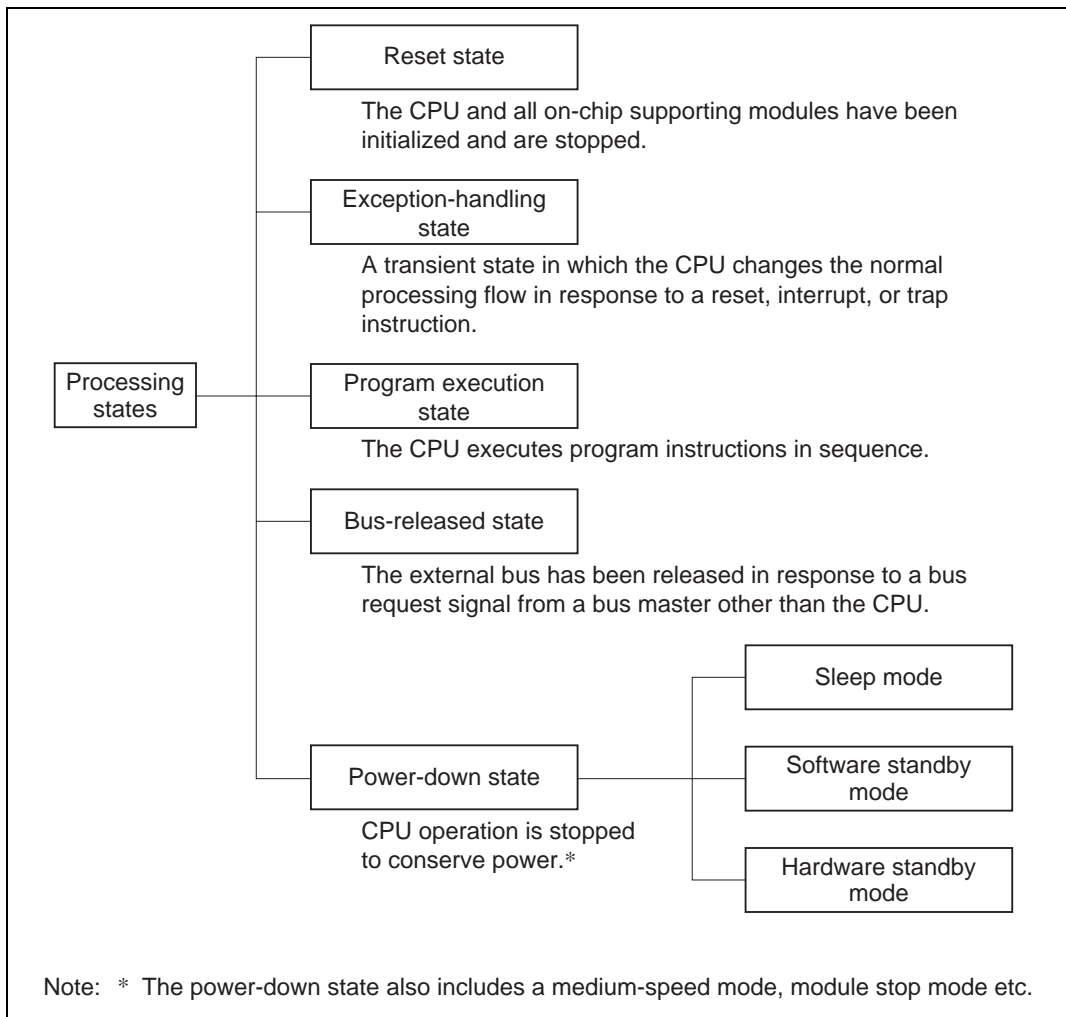 Reset state
The CPU and all on-chip supporting modules have been
initialized and are stopped.
Exception-handling
state
A transient state in which the CPU changes the normal
processing flow in response to a reset, interrupt, or trap
instruction.
Processing
states
Program execution
state
The CPU executes program instructions in sequence.
Bus-released state
The external bus has been released in response to a bus
request signal from a bus master other than the CPU.
Sleep mode
Power-down state
CPU operation is stopped
to conserve power.*
Software standby
mode
Hardware standby
mode
Note: * The power-down state also includes a medium-speed mode, module stop mode etc.